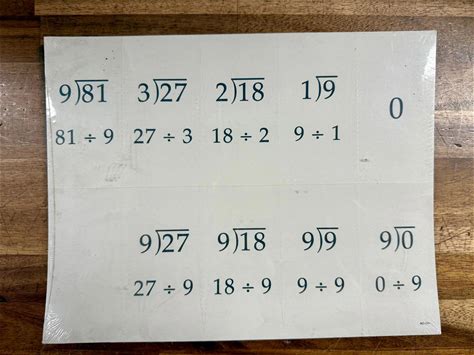 9)81 3)27 2)18 1)9 0
81 ÷ 9 27 ÷ 3 18 ÷ 2 9 ÷ 1
9)27 9)18 9)9 9)0
27 ÷ 9 18 ÷ 9 9 ÷ 9 0 ÷ 9